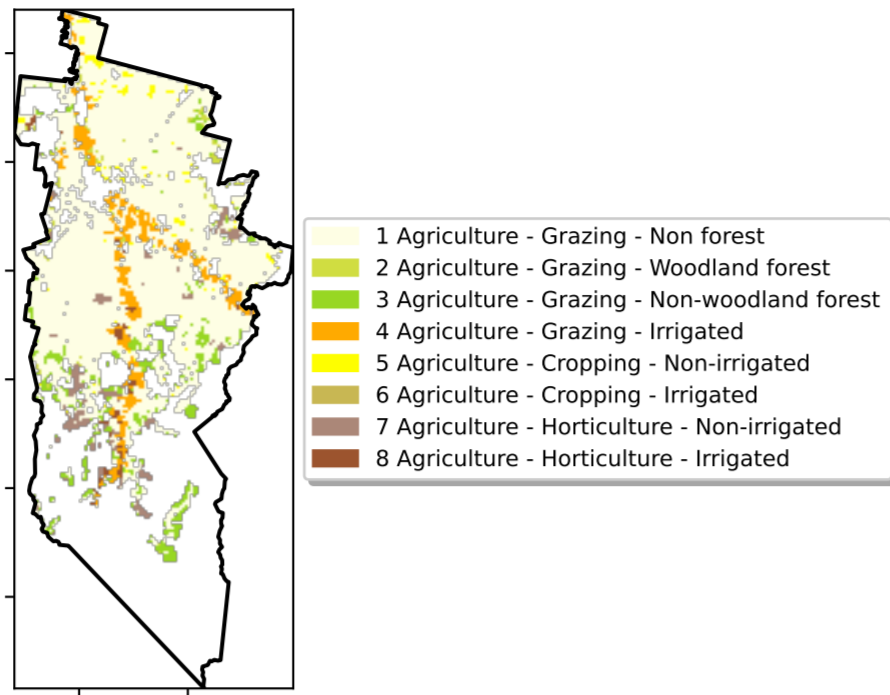 1 Agriculture - Grazing - Non forest
2 Agriculture - Grazing - Woodland forest
3 Agriculture - Grazing - Non-woodland forest
4 Agriculture - Grazing - Irrigated
5 Agriculture - Cropping - Non-irrigated
6 Agriculture - Cropping - Irrigated
7 Agriculture - Horticulture - Non-irrigated
8 Agriculture - Horticulture - Irrigated